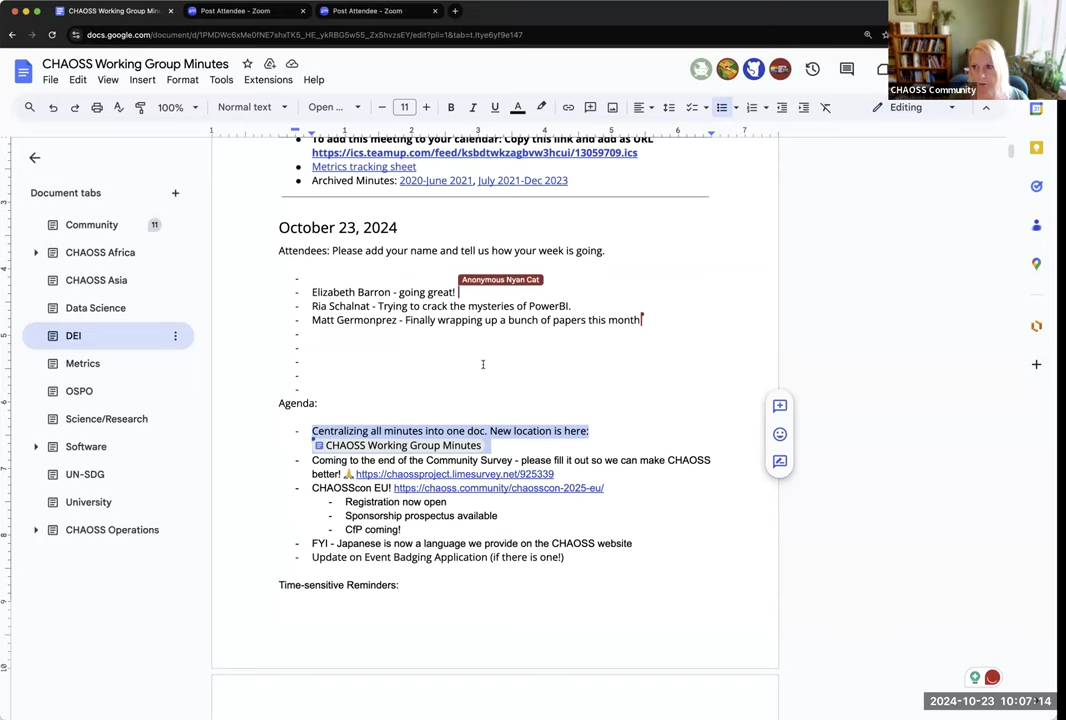 CHAOSS Working Group Minu
Post Attendee - Zoom
Post Attendee - Zoom
docs.google.com/document/d/1PMDWc6xMe0fNE7shxTK5_HE_ykRBG5w55_Zx5hvzsEY/edit?pli=1&tab=t.ltye6yf9e147
CHAOSS Working Group Minutes
File Edit View Insert Format Tools Extensions Help
CHAOSS Community
100% Normal text Open ... 11 B I U A Editing
1 1 2 3 4 5 6 7
Document tabs
Community 11
CHAOSS Africa
CHAOSS Asia
Data Science
DEI
Metrics
OSPO
Science/Research
Software
UN-SDG
University
CHAOSS Operations
To add this meeting to your calendar: Copy this link and add as URL
https://ics.teamup.com/feed/ksbdtwkzagbvw3hcui/13059709.ics
Metrics tracking sheet
Archived Minutes: 2020-June 2021, July 2021-Dec 2023
October 23, 2024
Attendees: Please add your name and tell us how your week is going.
-
Anonymous Nyan Cat
- Elizabeth Barron - going great!
- Ria Schalnat - Trying to crack the mysteries of PowerBI.
- Matt Germonprez - Finally wrapping up a bunch of papers this month
-
-
-
-
-
Agenda:
- Centralizing all minutes into one doc. New location is here:
CHAOSS Working Group Minutes
- Coming to the end of the Community Survey - please fill it out so we can make CHAOSS
better! 🙏 https://chaossproject.limesurvey.net/925339
- CHAOSScon EU! https://chaoss.community/chaosscon-2025-eu/
- Registration now open
- Sponsorship prospectus available
- CfP coming!
- FYI - Japanese is now a language we provide on the CHAOSS website
- Update on Event Badging Application (if there is one!)
Time-sensitive Reminders:
2024-10-23 10:07:14